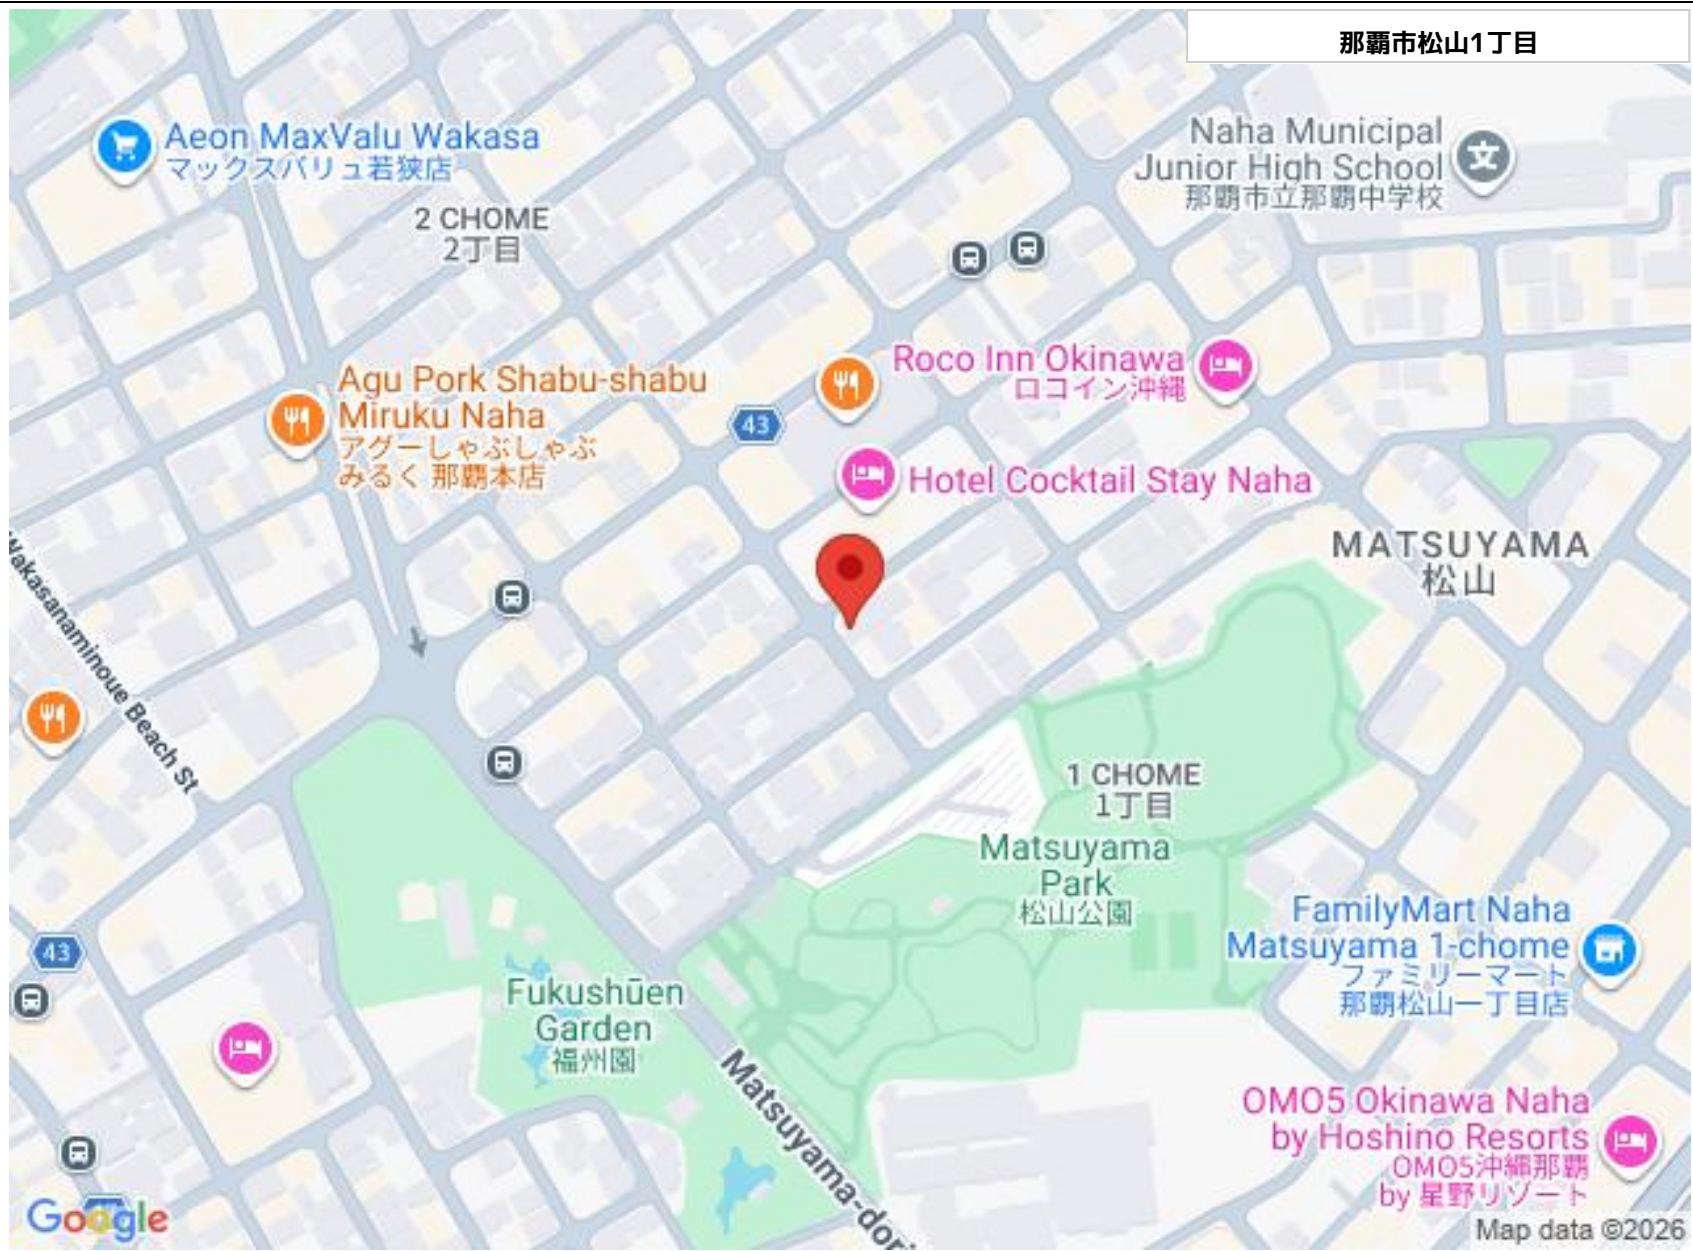 那覇市松山1丁目
Aeon MaxValu Wakasa
マックスバリュ若狭店
Naha Municipal
Junior High School
那覇市立那覇中学校
文
2 CHOME
2丁目
Roco Inn Okinawa
ロコイン沖縄
Agu Pork Shabu-shabu
Miruku Naha
アグーしゃぶしゃぶ
みるく 那覇本店
43
Hotel Cocktail Stay Naha
MATSUYAMA
松山
Wakasanaminoue Beach St
1 CHOME
1丁目
Matsuyama
Park
松山公園
FamilyMart Naha
Matsuyama 1-chome
ファミリーマート
那覇松山一丁目店
43
Fukushūen
Garden
福州園
Matsuyama-dori
OMO5 Okinawa Naha
by Hoshino Resorts
OMO5沖縄那覇
by 星野リゾート
Google
Map data ©2026